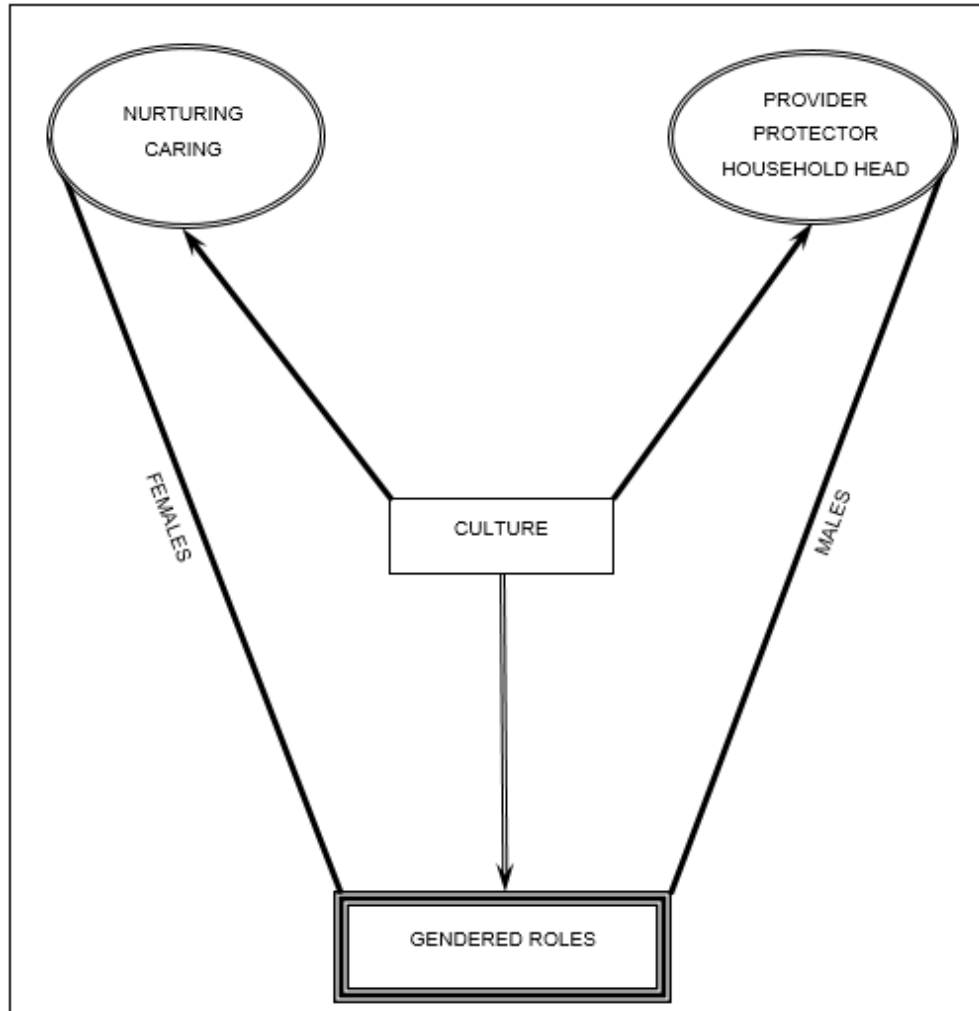 NURTURING
CARING
PROVIDER
PROTECTOR
HOUSEHOLD HEAD
FEMALES
CULTURE
MALES
GENDERED ROLES